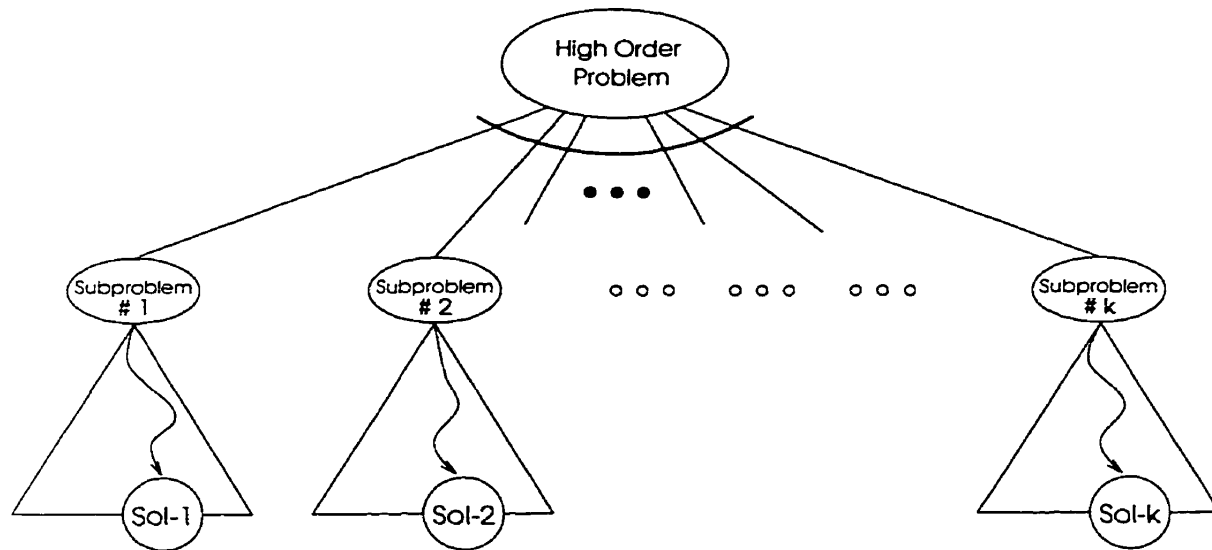 High Order
Problem
Subproblem
# 1
Subproblem
# 2
Subproblem
# k
Sol-1
Sol-2
Sol-k